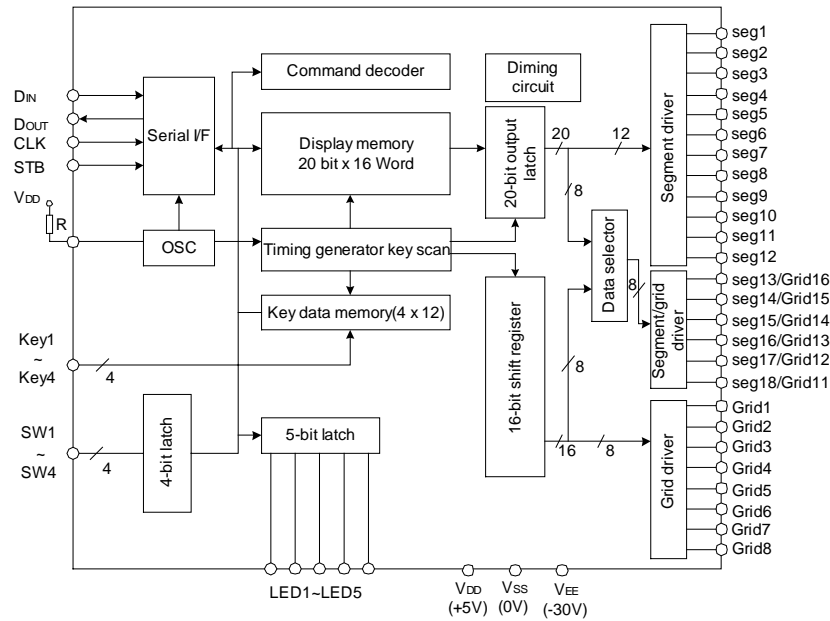 DIN
DOUT
CLK
STB
VDD
R
OSC
Serial I/F
Command decoder
Display memory
20 bit x 16 Word
Timing generator key scan
Key data memory(4 x 12)
Key1
~
Key4
4
SW1
~
SW4
4
4-bit latch
5-bit latch
LED1~LED5
Diming
circuit
20-bit output
latch
20
12
8
Data selector
8
16-bit shift register
8
16
8
Segment driver
Segment/grid
driver
Grid driver
seg1
seg2
seg3
seg4
seg5
seg6
seg7
seg8
seg9
seg10
seg11
seg12
seg13/Grid16
seg14/Grid15
seg15/Grid14
seg16/Grid13
seg17/Grid12
seg18/Grid11
Grid1
Grid2
Grid3
Grid4
Grid5
Grid6
Grid7
Grid8
VDD
(+5V)
VSS
(0V)
VEE
(-30V)